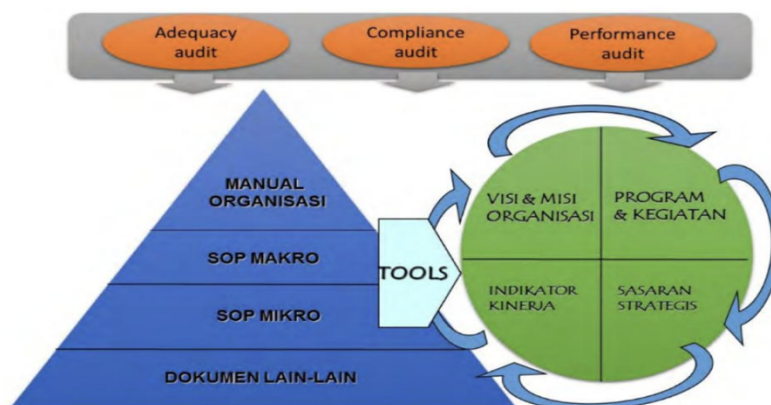 Adequacy
audit
Compliance
audit
Performance
audit
MANUAL
ORGANISASI
SOP MAKRO
SOP MIKRO
DOKUMEN LAIN-LAIN
TOOLS
VISI & MISI
ORGANISASI
PROGRAM
& KEGIATAN
INDIKATOR
KINERJA
SASARAN
STRATEGIS